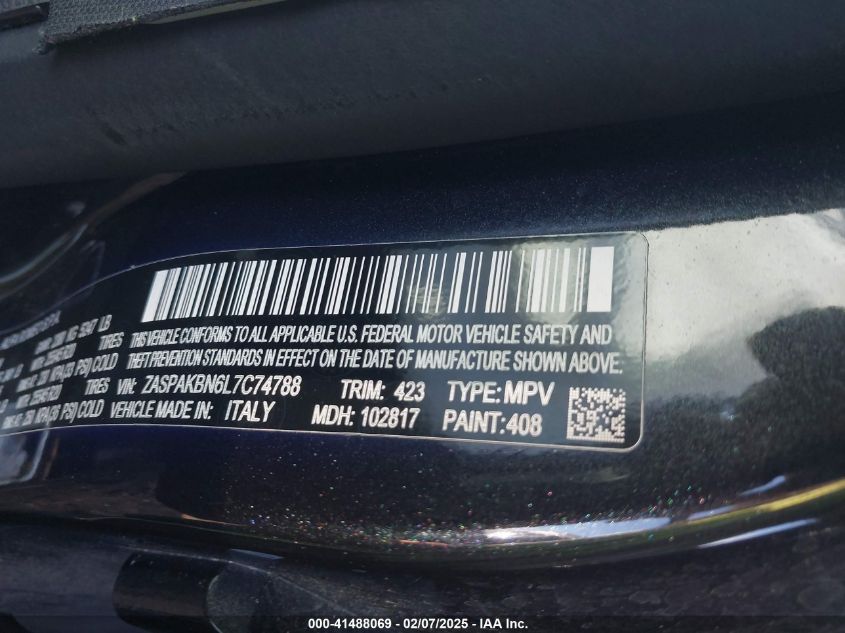 THIS VEHICLE CONFORMS TO ALL APPLICABLE U.S. FEDERAL MOTOR VEHICLE SAFETY AND
THEFT PREVENTION STANDARDS IN EFFECT ON THE DATE OF MANUFACTURE SHOWN ABOVE.
TIRES
COLD
TIRES
COLD
VIN: ZASPAKBN6L7C74788 TRIM: 423 TYPE: MPV
VEHICLE MADE IN: ITALY MDH: 102817 PAINT: 408
000-41488069 / 02/07/2025 - IAA Inc.